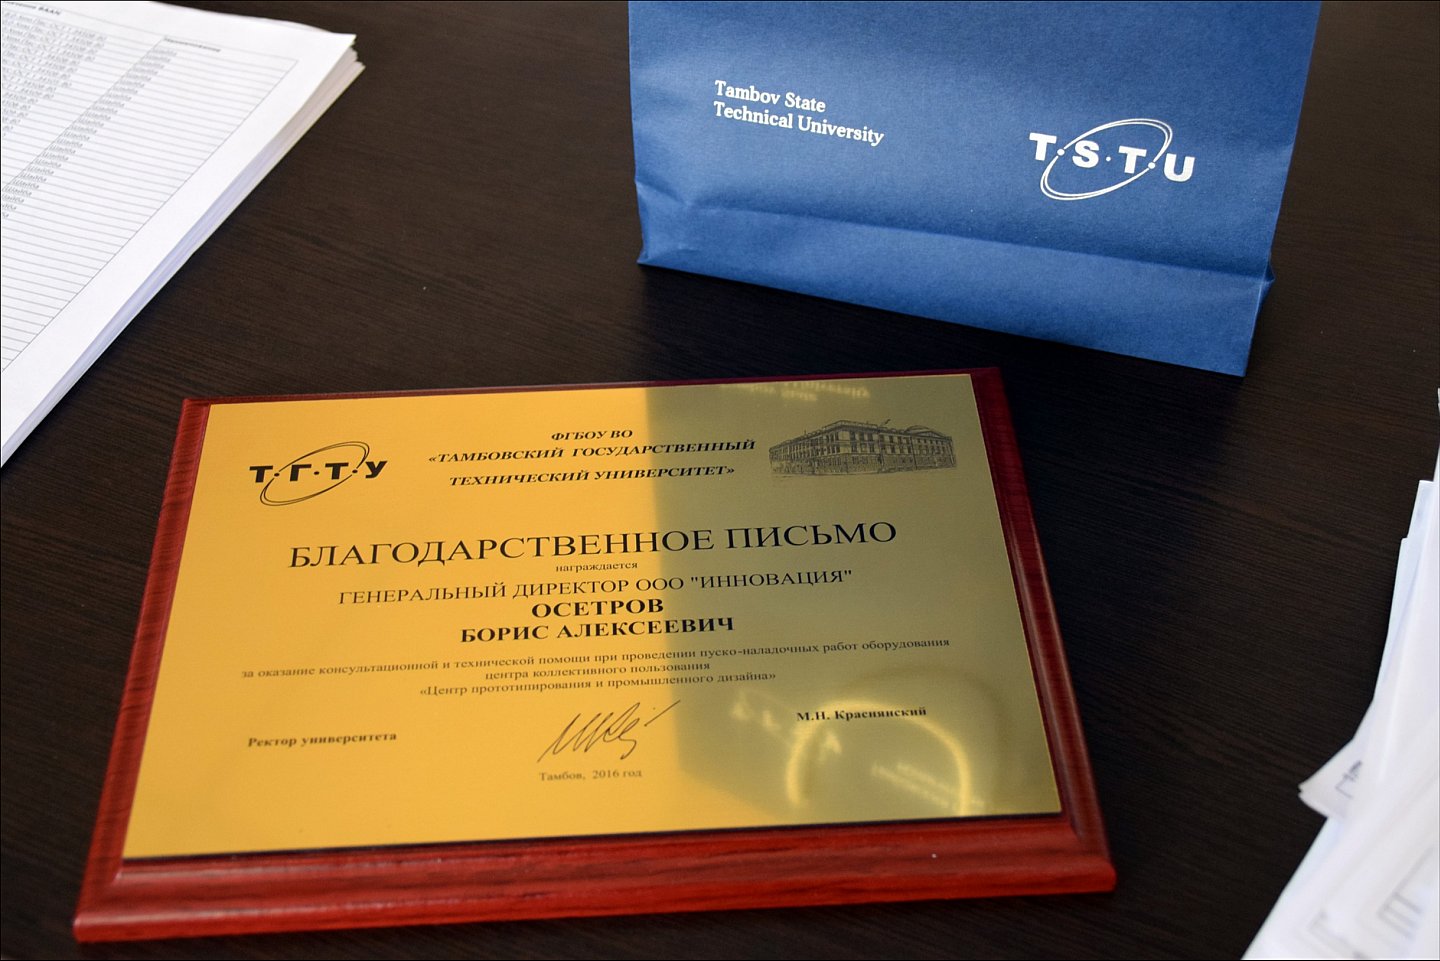 Tambov State
Technical University
T·S·T·U
Т·Г·Т·У
ФГБОУ ВО
«ТАМБОВСКИЙ ГОСУДАРСТВЕННЫЙ
ТЕХНИЧЕСКИЙ УНИВЕРСИТЕТ»
БЛАГОДАРСТВЕННОЕ ПИСЬМО
награждается
ГЕНЕРАЛЬНЫЙ ДИРЕКТОР ООО "ИННОВАЦИЯ"
ОСЕТРОВ
БОРИС АЛЕКСЕЕВИЧ
за оказание консультационной и технической помощи при проведении пуско-наладочных работ оборудования
центра коллективного пользования
«Центр прототипирования и промышленного дизайна»
Ректор университета
М.Н. Краснянский
Тамбов, 2016 год